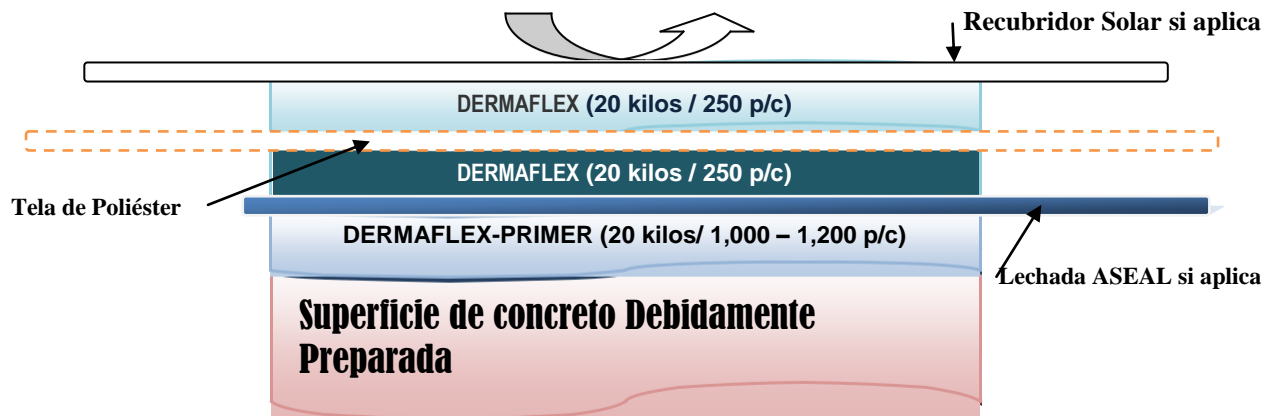 Recubridor Solar si aplica
DERMAFLEX (20 kilos / 250 p/c)
DERMAFLEX (20 kilos / 250 p/c)
Tela de Poliéster
DERMAFLEX-PRIMER (20 kilos/ 1,000 – 1,200 p/c)
Lechada ASEAL si aplica
Superficie de concreto Debidamente
Preparada